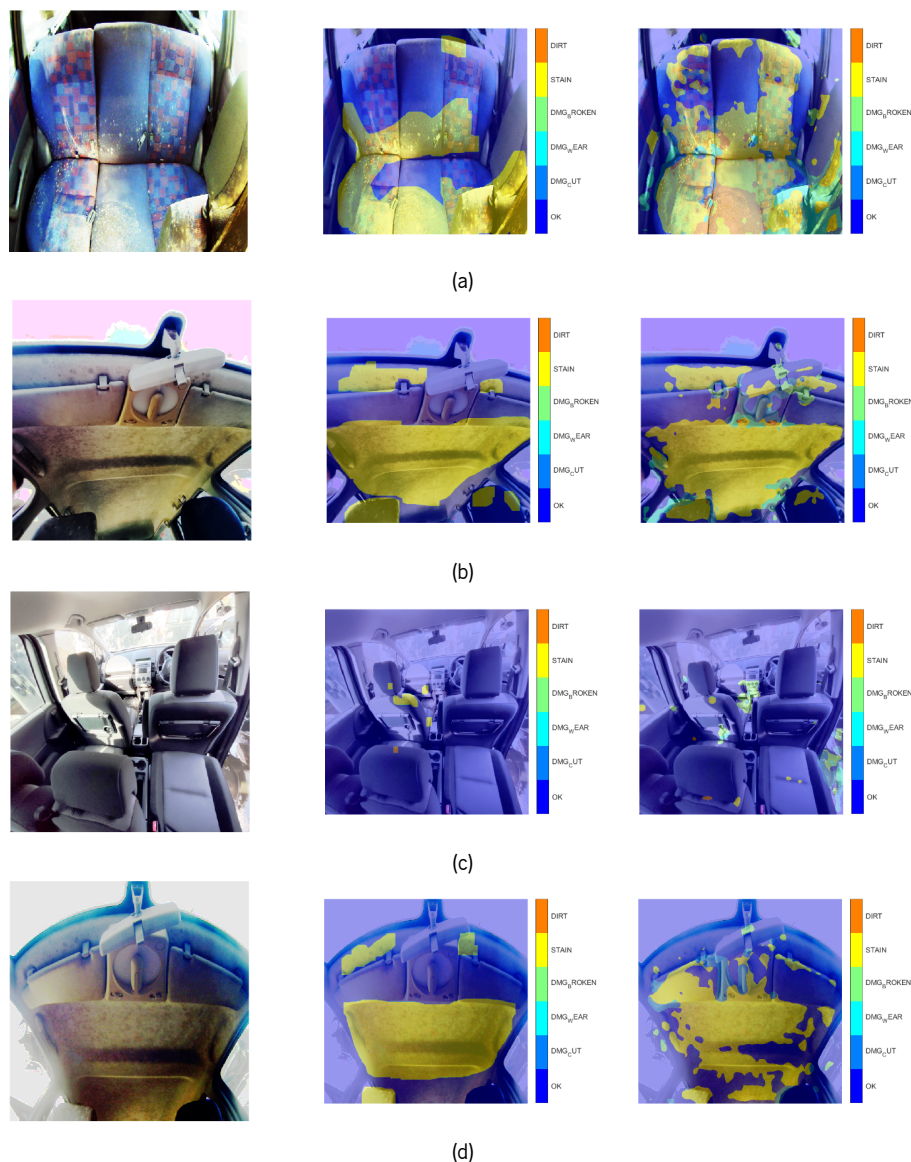 DIRT
STAIN
DMG_BROKEN
DMG_WEAR
DMG_CUT
OK
DIRT
STAIN
DMG_BROKEN
DMG_WEAR
DMG_CUT
OK
(a)
DIRT
STAIN
DMG_BROKEN
DMG_WEAR
DMG_CUT
OK
DIRT
STAIN
DMG_BROKEN
DMG_WEAR
DMG_CUT
OK
(b)
DIRT
STAIN
DMG_BROKEN
DMG_WEAR
DMG_CUT
OK
DIRT
STAIN
DMG_BROKEN
DMG_WEAR
DMG_CUT
OK
(c)
DIRT
STAIN
DMG_BROKEN
DMG_WEAR
DMG_CUT
OK
DIRT
STAIN
DMG_BROKEN
DMG_WEAR
DMG_CUT
OK
(d)